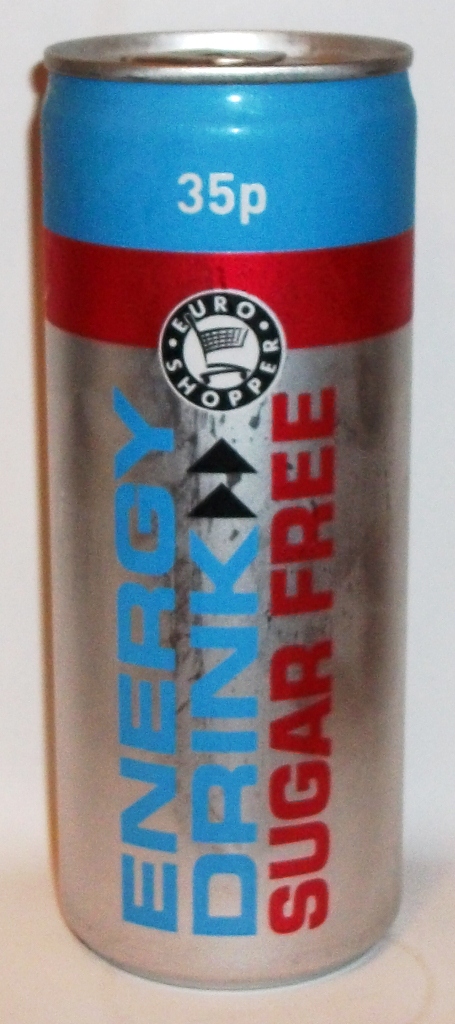 35p
EURO SHOPPER
ENERGY
DRINK
SUGAR FREE